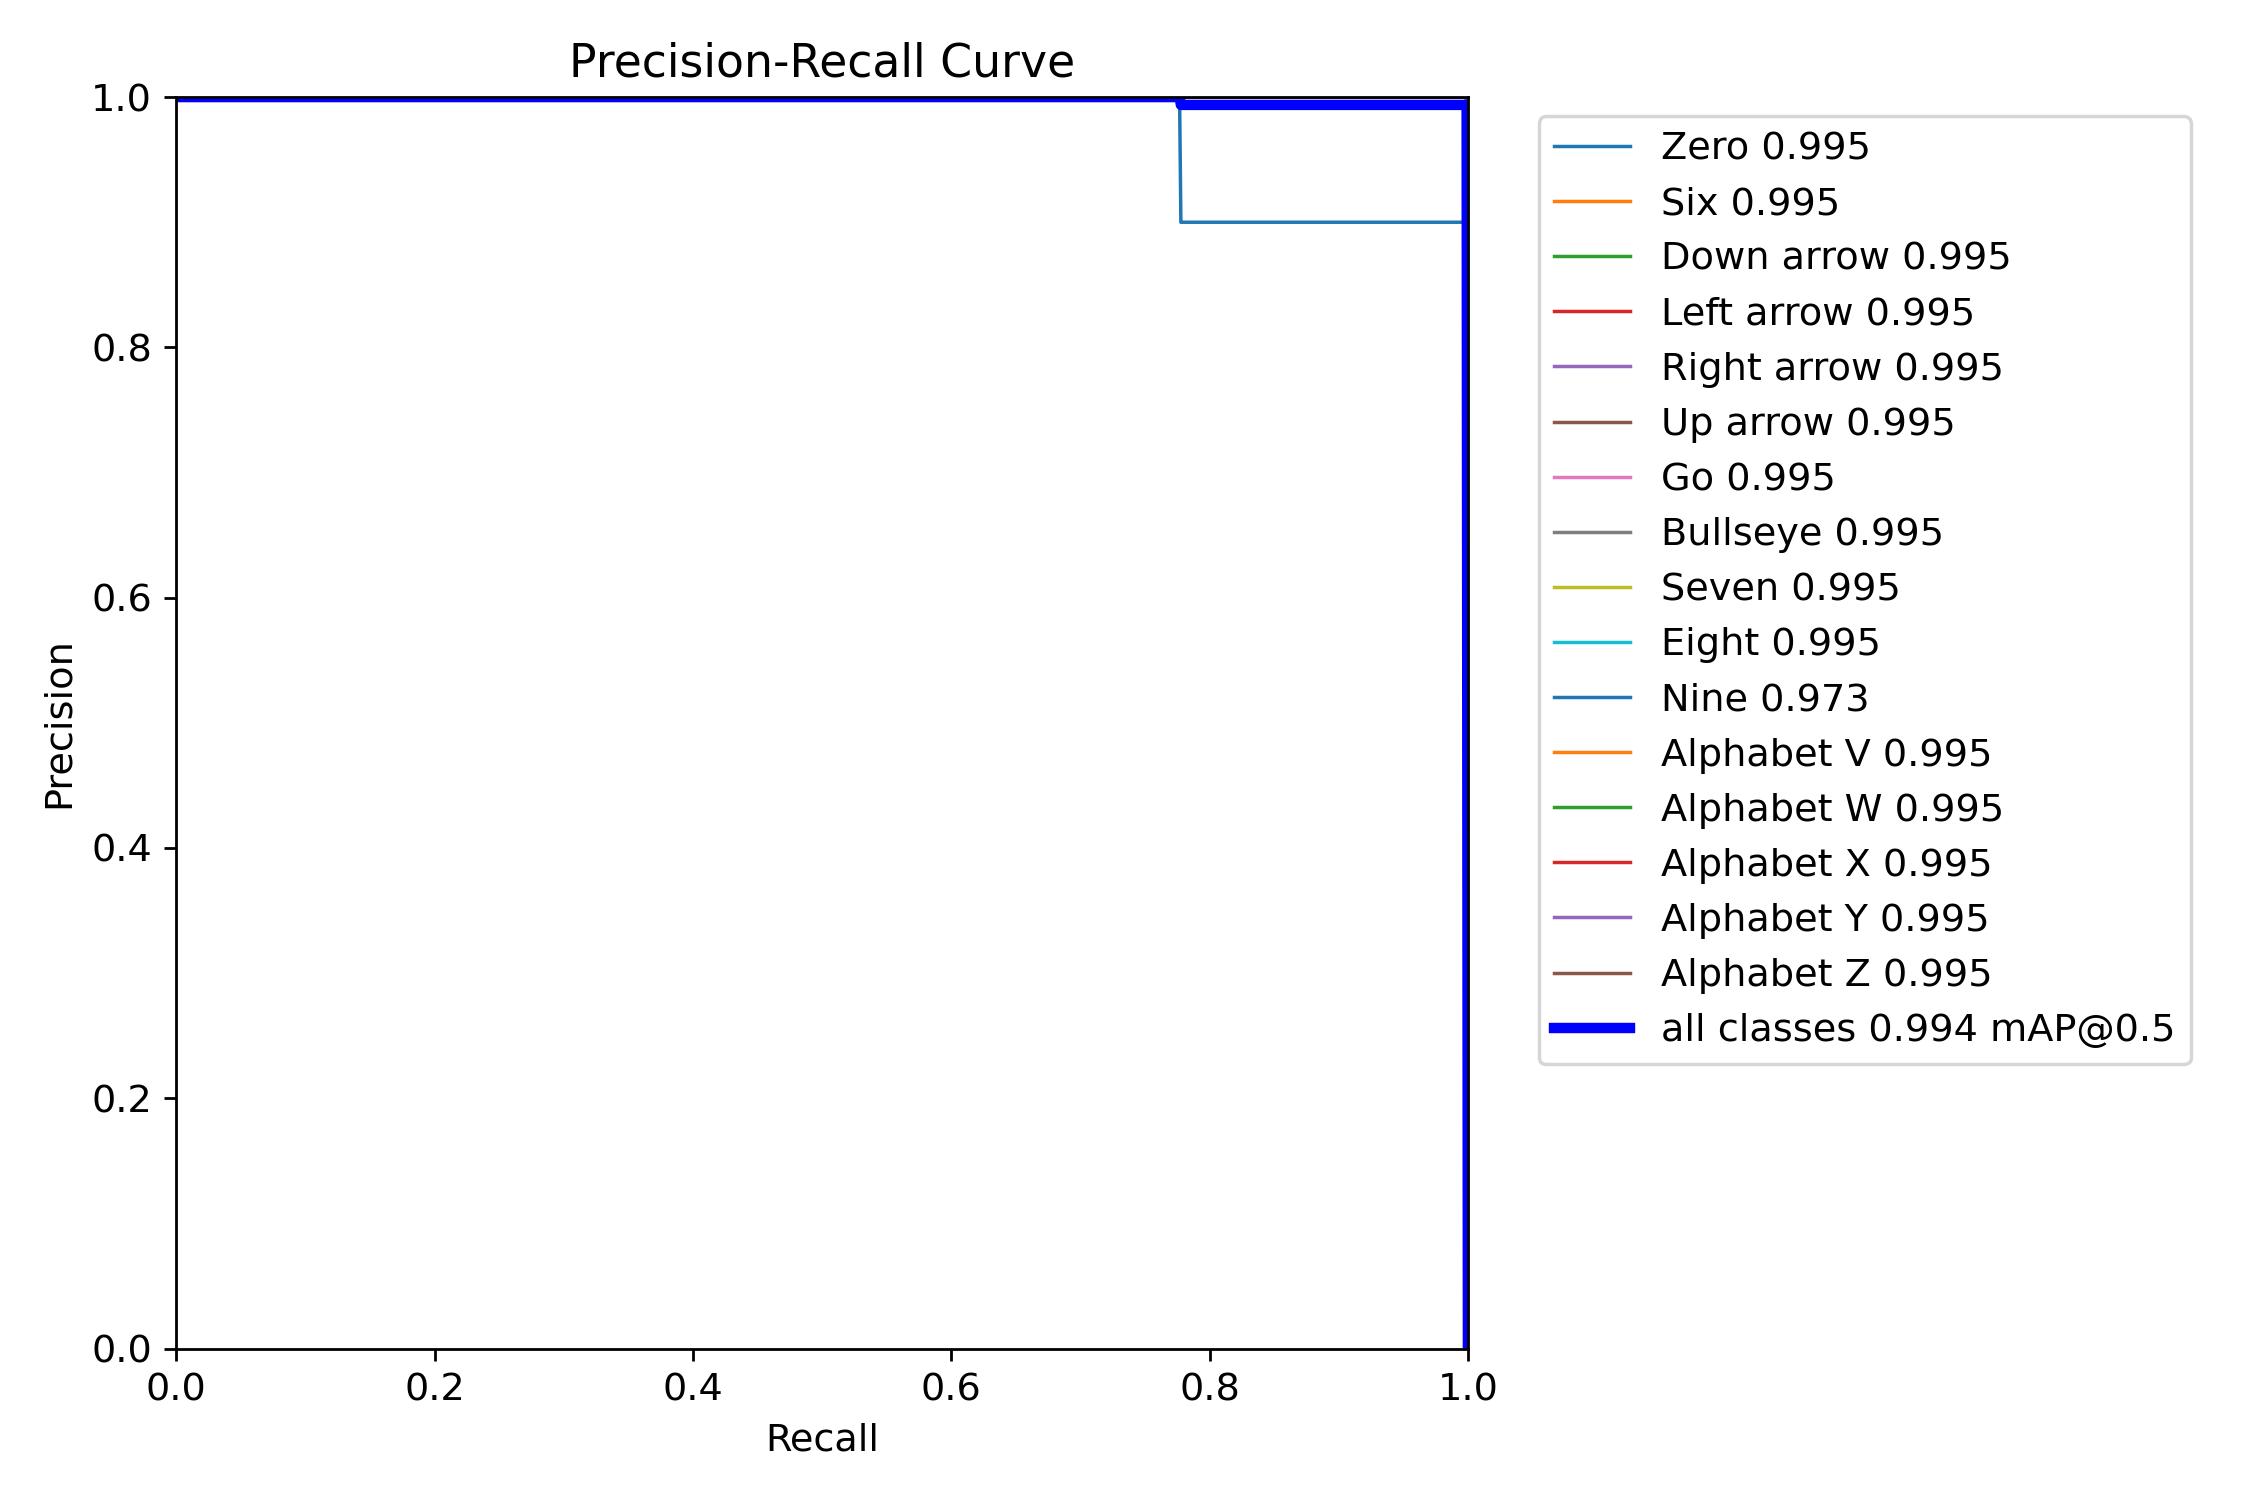 Precision-Recall Curve
1.0
0.8
0.6
0.4
0.2
0.0
Precision
0.0 0.2 0.4 0.6 0.8 1.0
Recall
Zero 0.995
Six 0.995
Down arrow 0.995
Left arrow 0.995
Right arrow 0.995
Up arrow 0.995
Go 0.995
Bullseye 0.995
Seven 0.995
Eight 0.995
Nine 0.973
Alphabet V 0.995
Alphabet W 0.995
Alphabet X 0.995
Alphabet Y 0.995
Alphabet Z 0.995
all classes 0.994 mAP@0.5